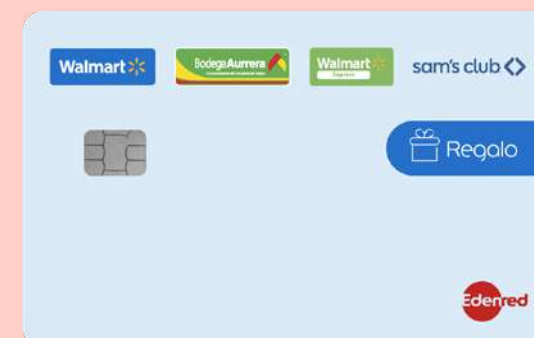 Walmart
Bodega Aurrera
Walmart
Express
sam's club
Regalo
Edenred